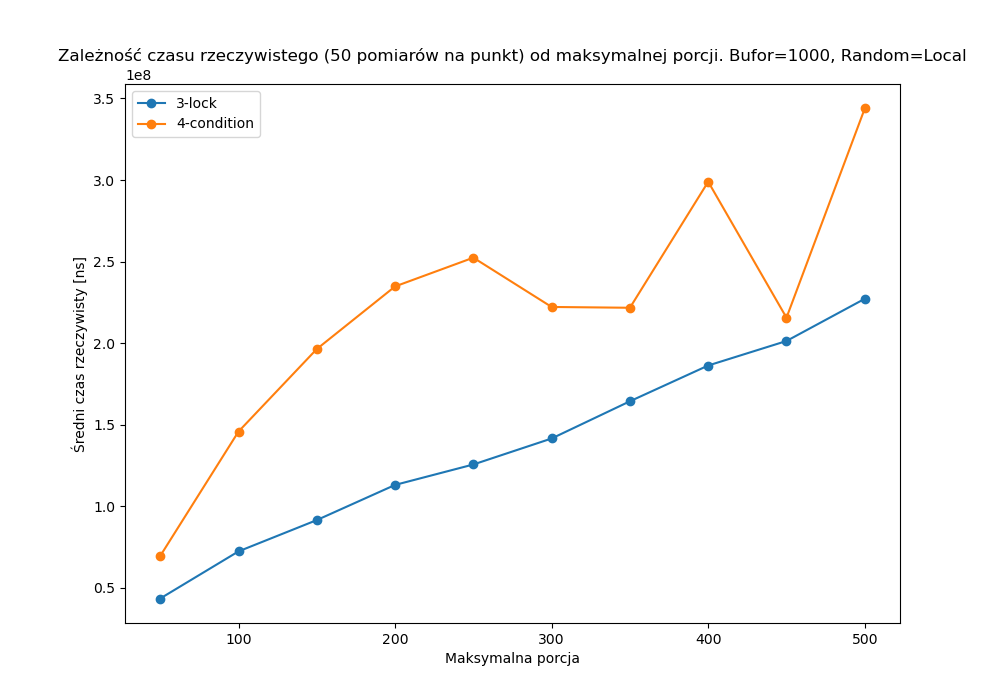 Zależność czasu rzeczywistego (50 pomiarów na punkt) od maksymalnej porcji. Bufor=1000, Random=Local
1e8
3-lock
4-condition
3.5
3.0
2.5
2.0
1.5
1.0
0.5
Średni czas rzeczywisty [ns]
100
200
300
400
500
Maksymalna porcja